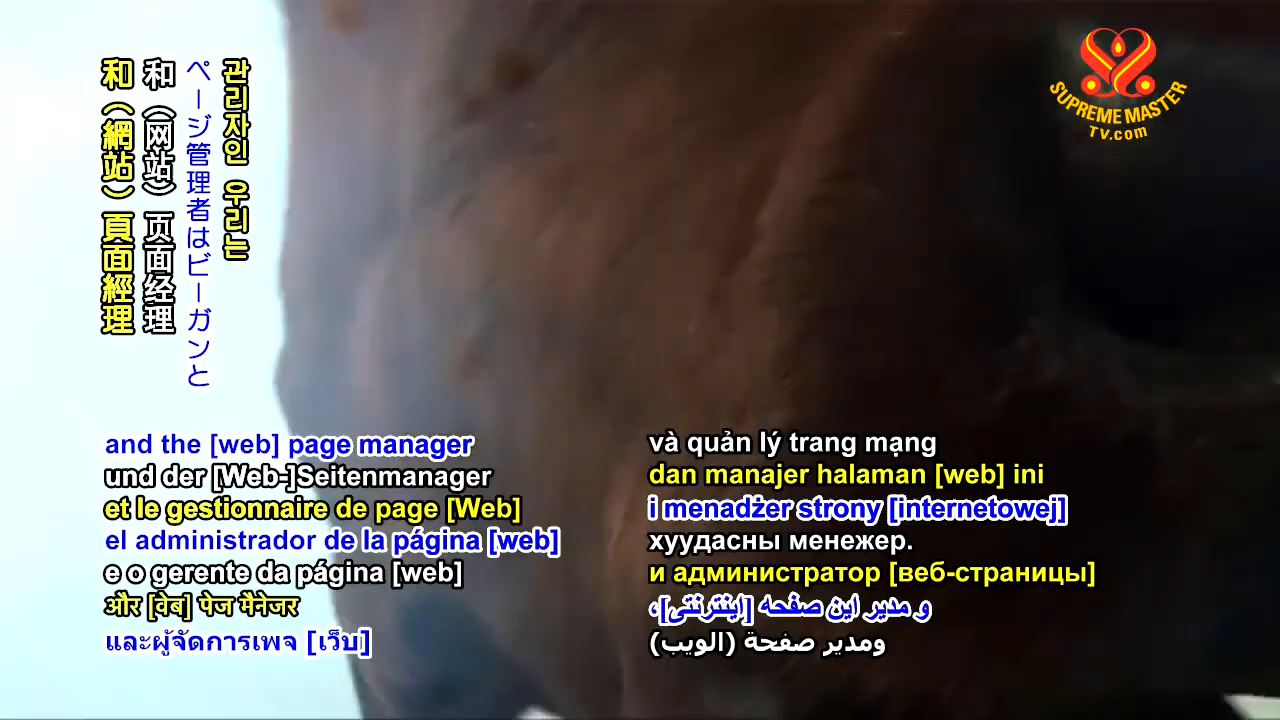 SUPREME MASTER
TV.com
관리자인 우리는
ページ管理者はビーガンと
和（网站）页面经理
和（網站）頁面經理
and the [web] page manager
und der [Web-]Seitenmanager
et le gestionnaire de page [Web]
el administrador de la página [web]
e o gerente da página [web]
और [वेब] पेज मैनेजर
และผู้จัดการเพจ [เว็บ]
và quản lý trang mạng
dan manajer halaman [web] ini
i menadżer strony [internetowej]
хуудасны менежер.
и администратор [веб-страницы]
و مدیر این صفحه [اینترنتی]،
ومدير صفحة (الويب)